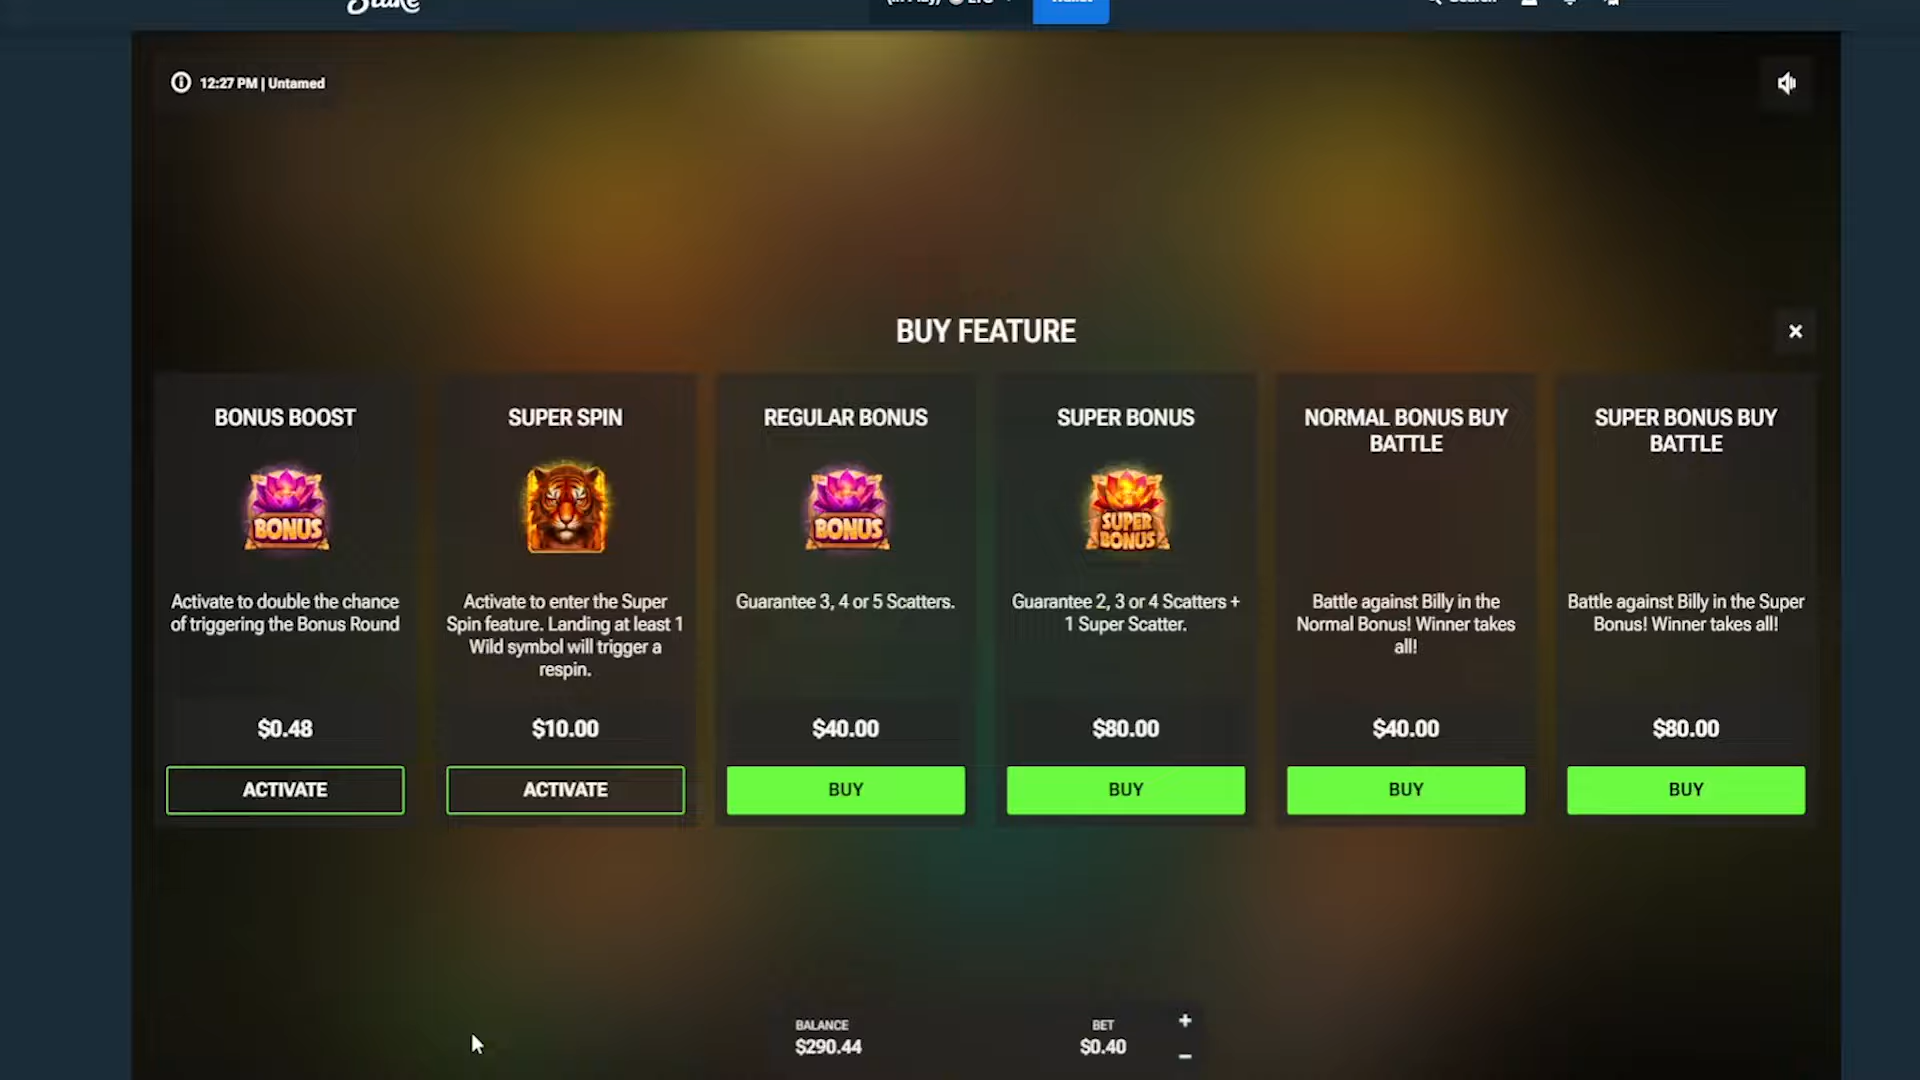 Stake
12:27 PM | Untamed
BUY FEATURE
BONUS BOOST
BONUS
Activate to double the chance
of triggering the Bonus Round
$0.48
ACTIVATE
SUPER SPIN
Activate to enter the Super
Spin feature. Landing at least 1
Wild symbol will trigger a
respin.
$10.00
ACTIVATE
REGULAR BONUS
BONUS
Guarantee 3, 4 or 5 Scatters.
$40.00
BUY
SUPER BONUS
SUPER
BONUS
Guarantee 2, 3 or 4 Scatters +
1 Super Scatter.
$80.00
BUY
NORMAL BONUS BUY
BATTLE
Battle against Billy in the
Normal Bonus! Winner takes
all!
$40.00
BUY
SUPER BONUS BUY
BATTLE
Battle against Billy in the Super
Bonus! Winner takes all!
$80.00
BUY
BALANCE
$290.44
BET
$0.40